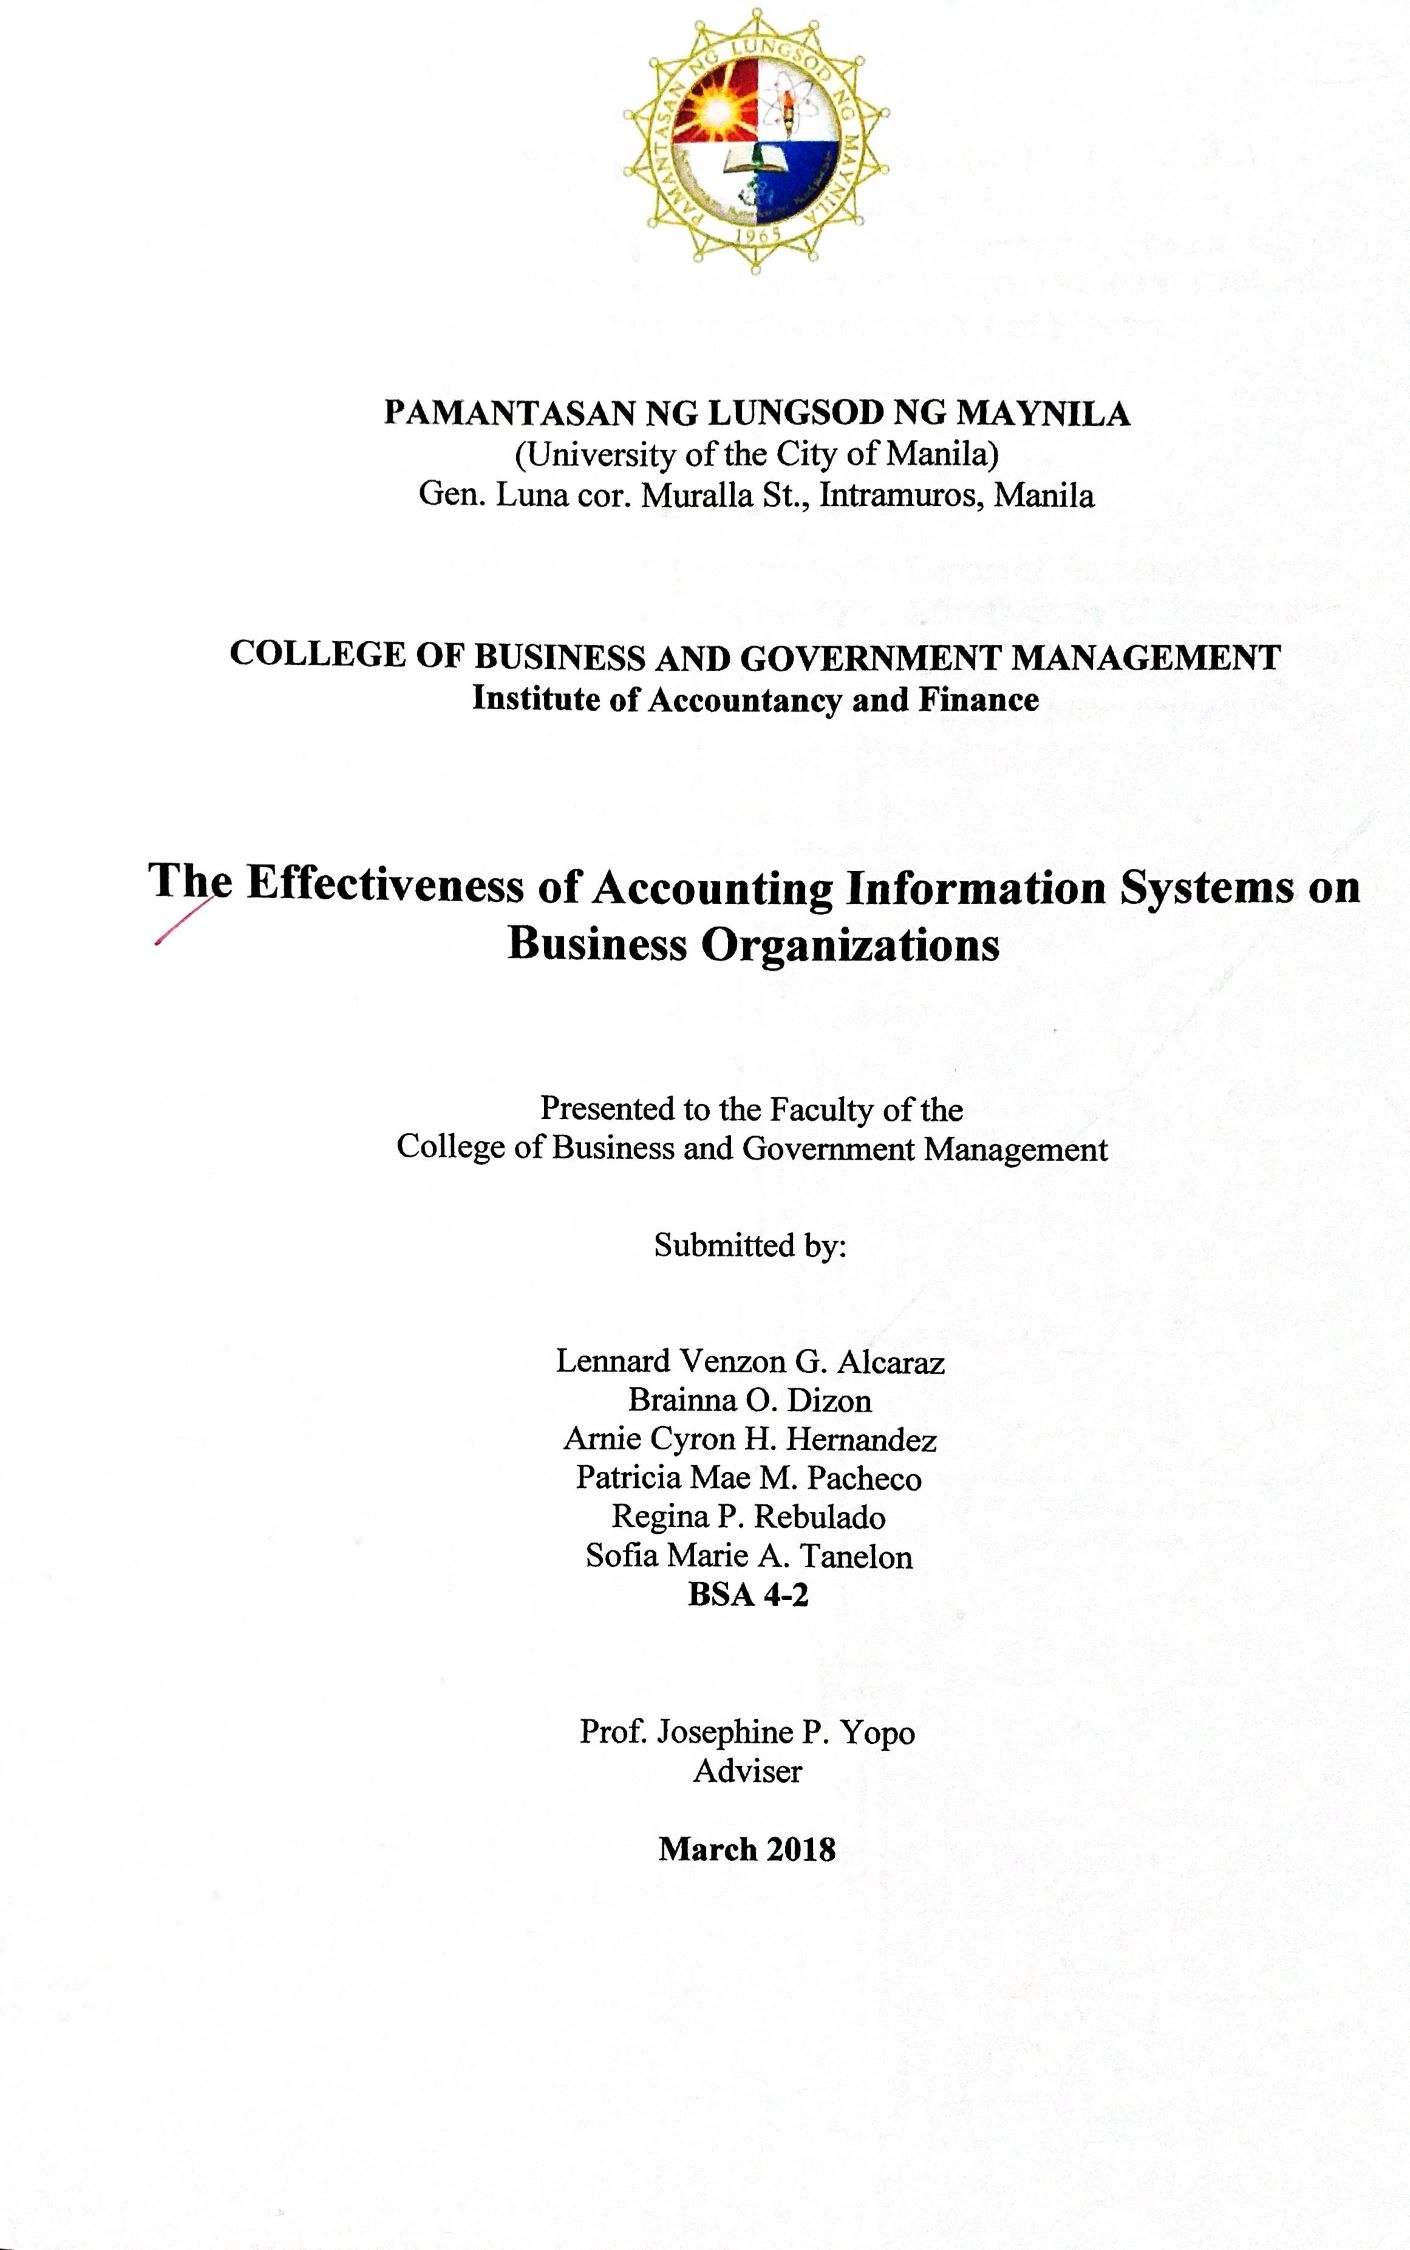 PAMANTASAN NG LUNGSOD NG MAYNILA
1965
PAMANTASAN NG LUNGSOD NG MAYNILA
(University of the City of Manila)
Gen. Luna cor. Muralla St., Intramuros, Manila
COLLEGE OF BUSINESS AND GOVERNMENT MANAGEMENT
Institute of Accountancy and Finance
The Effectiveness of Accounting Information Systems on
Business Organizations
Presented to the Faculty of the
College of Business and Government Management
Submitted by:
Lennard Venzon G. Alcaraz
Brainna O. Dizon
Arnie Cyron H. Hernandez
Patricia Mae M. Pacheco
Regina P. Rebulado
Sofia Marie A. Tanelon
BSA 4-2
Prof. Josephine P. Yopo
Adviser
March 2018